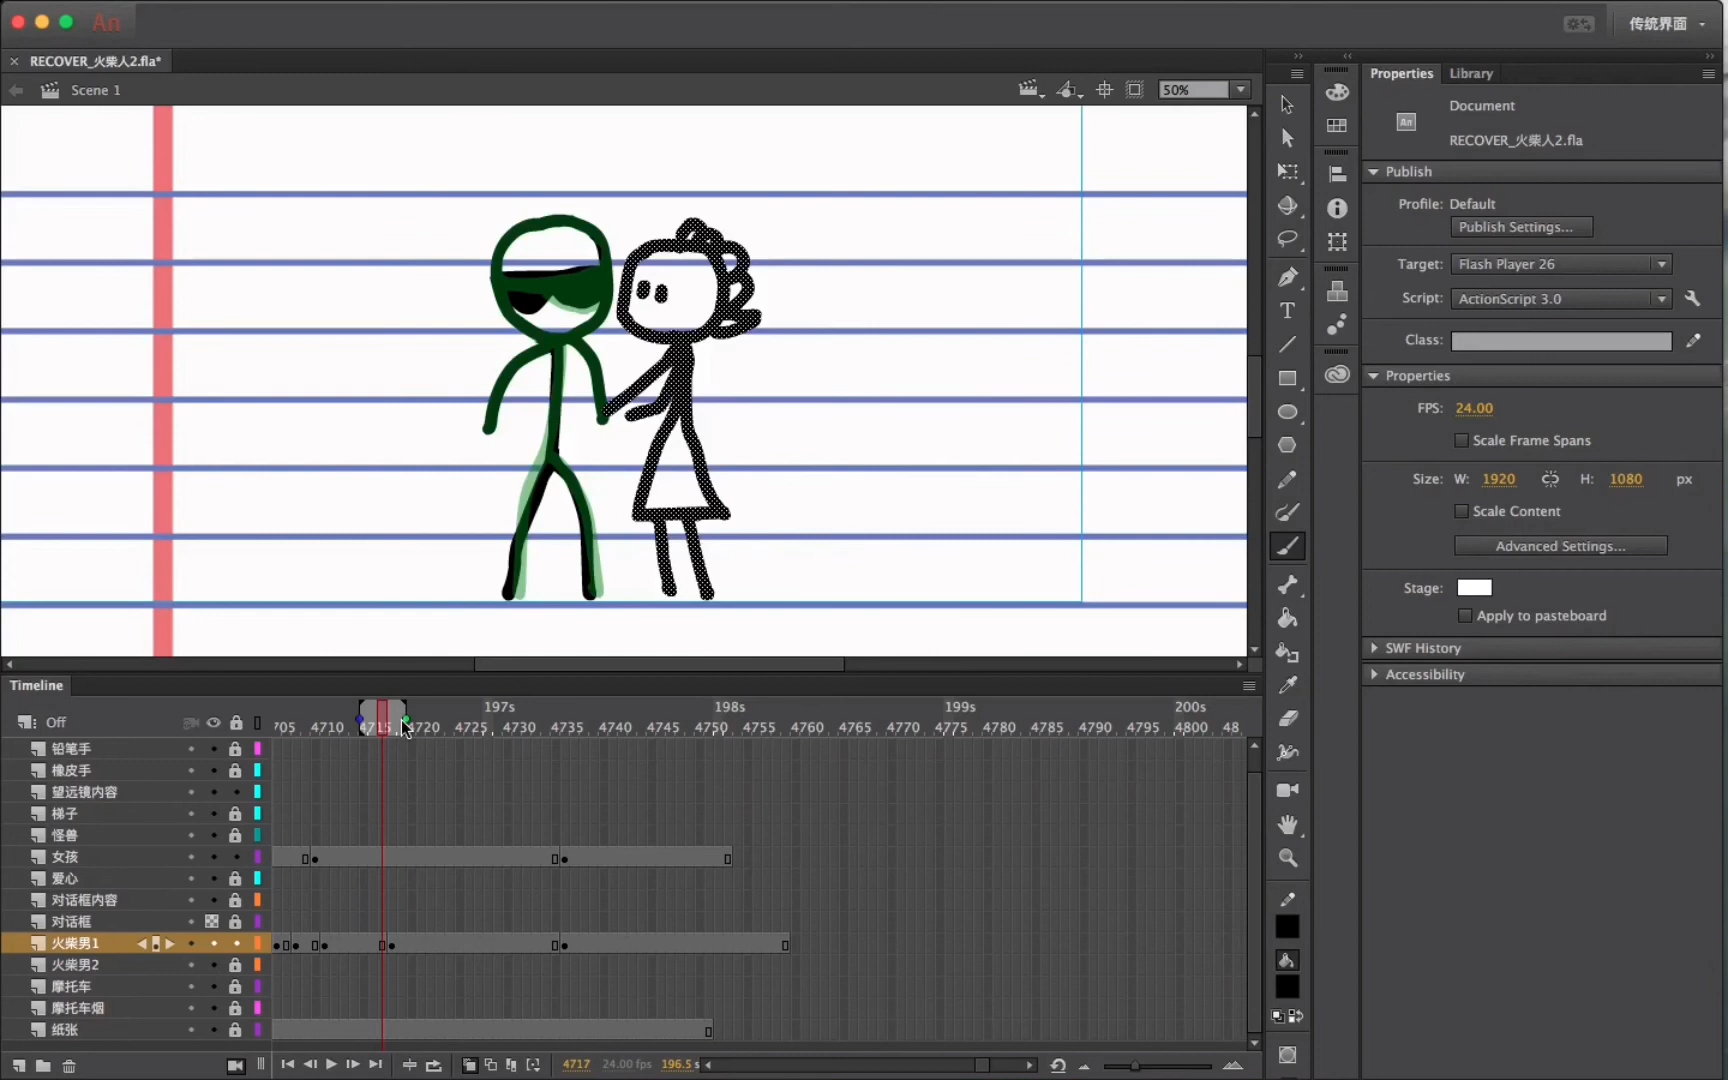 An
传统界面
RECOVER_火柴人2.fla*
Scene 1
50%
Properties
Library
Document
An
RECOVER_火柴人2.fla
Publish
Profile: Default
Publish Settings...
Target: Flash Player 26
Script: ActionScript 3.0
Class:
Properties
FPS: 24.00
Scale Frame Spans
Size: W: 1920 H: 1080 px
Scale Content
Advanced Settings...
Stage:
Apply to pasteboard
SWF History
Accessibility
Timeline
Off
197s 198s 199s 200s
705 4710 4715 4720 4725 4730 4735 4740 4745 4750 4755 4760 4765 4770 4775 4780 4785 4790 4795 4800 48
铅笔手
橡皮手
望远镜内容
梯子
怪兽
女孩
爱心
对话框内容
对话框
火柴男1
火柴男2
摩托车
摩托车烟
纸张
4717 24.00 fps 196.5 s